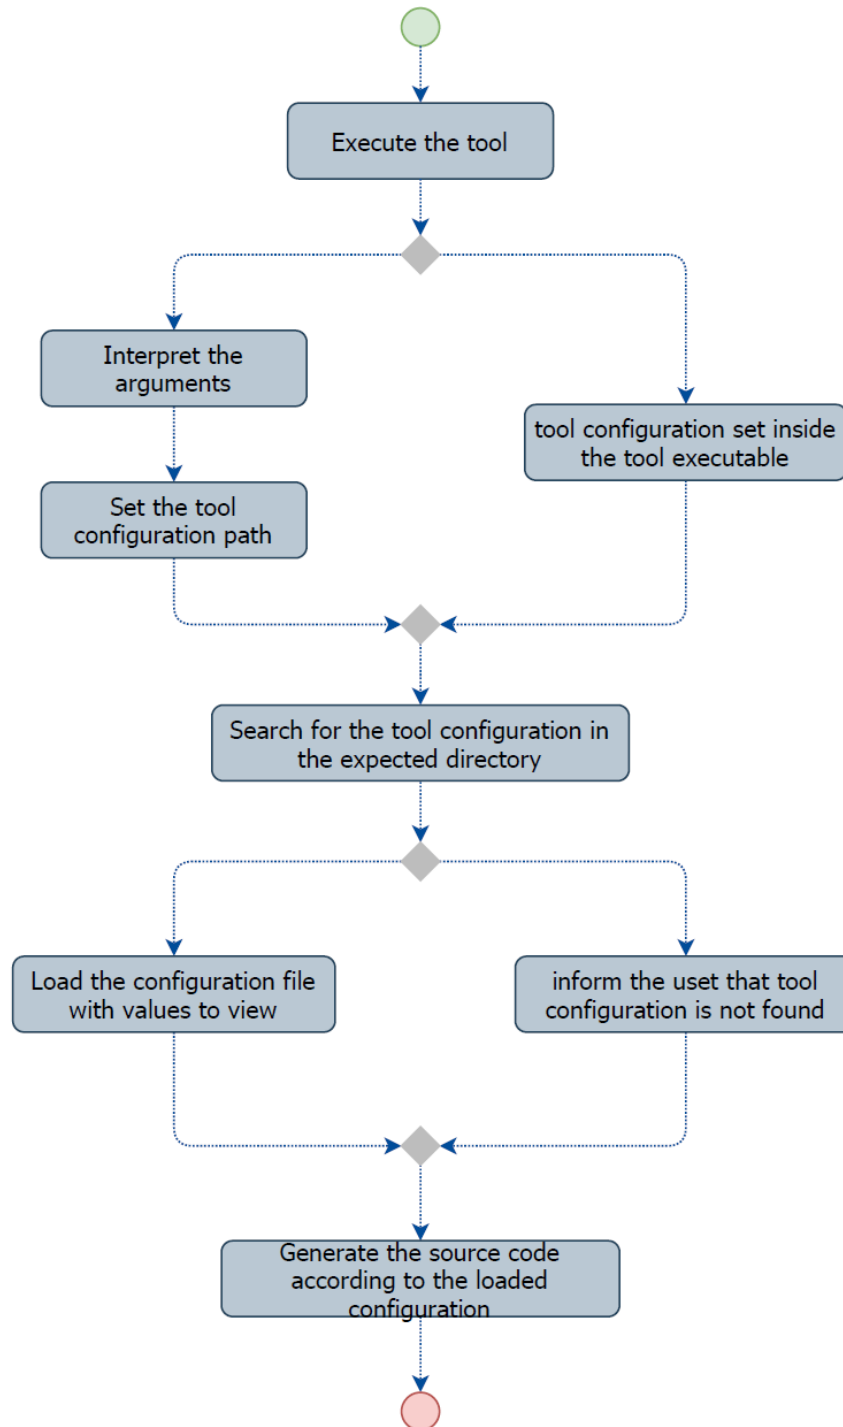 Execute the tool
Interpret the
arguments
tool configuration set inside
the tool executable
Set the tool
configuration path
Search for the tool configuration in
the expected directory
Load the configuration file
with values to view
inform the uset that tool
configuration is not found
Generate the source code
according to the loaded
configuration